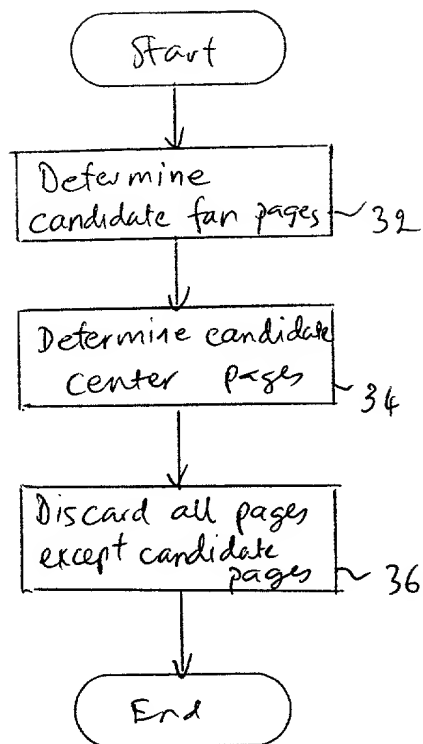 Start
Determine
candidate fan pages
32
Determine candidate
center pages
34
Discard all pages
except candidate
pages
36
End